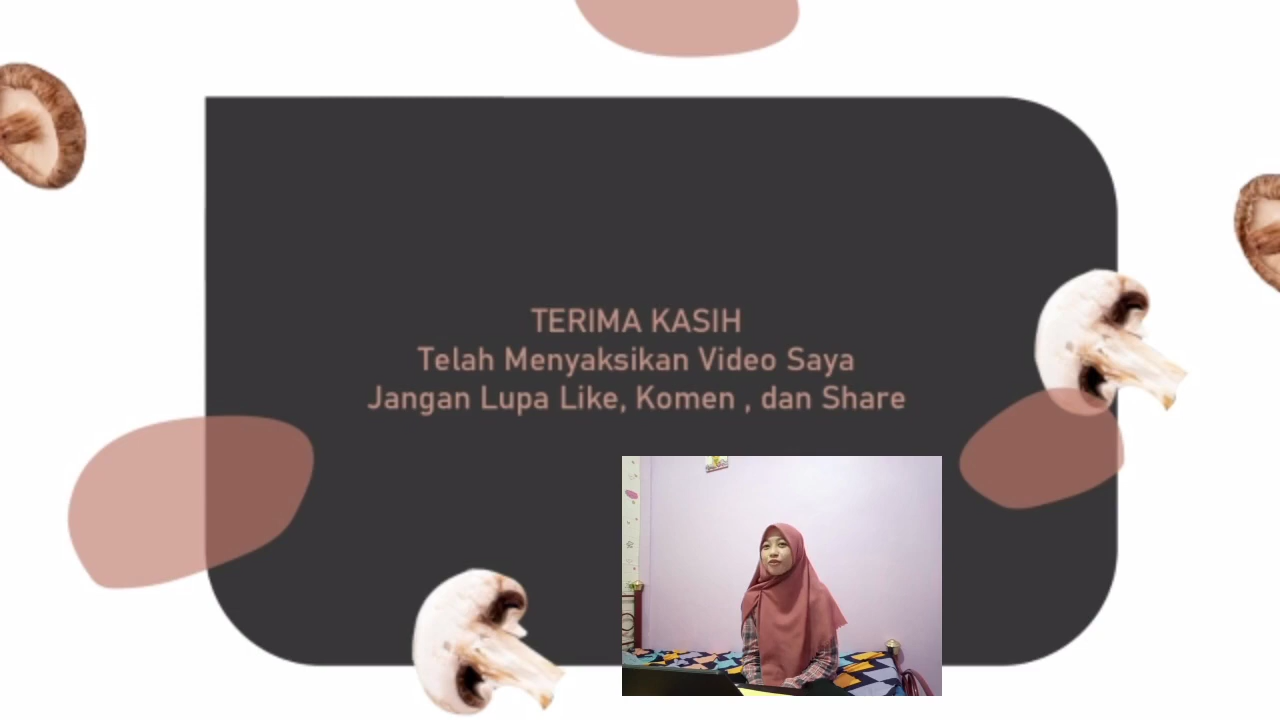 TERIMA KASIH
Telah Menyaksikan Video Saya
Jangan Lupa Like, Komen , dan Share